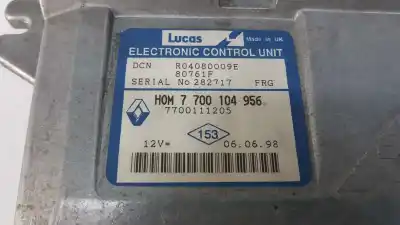 Lucas Made in UK
ELECTRONIC CONTROL UNIT
DCN R04080009E
80761F
SERIAL No 282717 FRG
HOM 7 700 104 956
7700111205
153
12V= 06.06.98